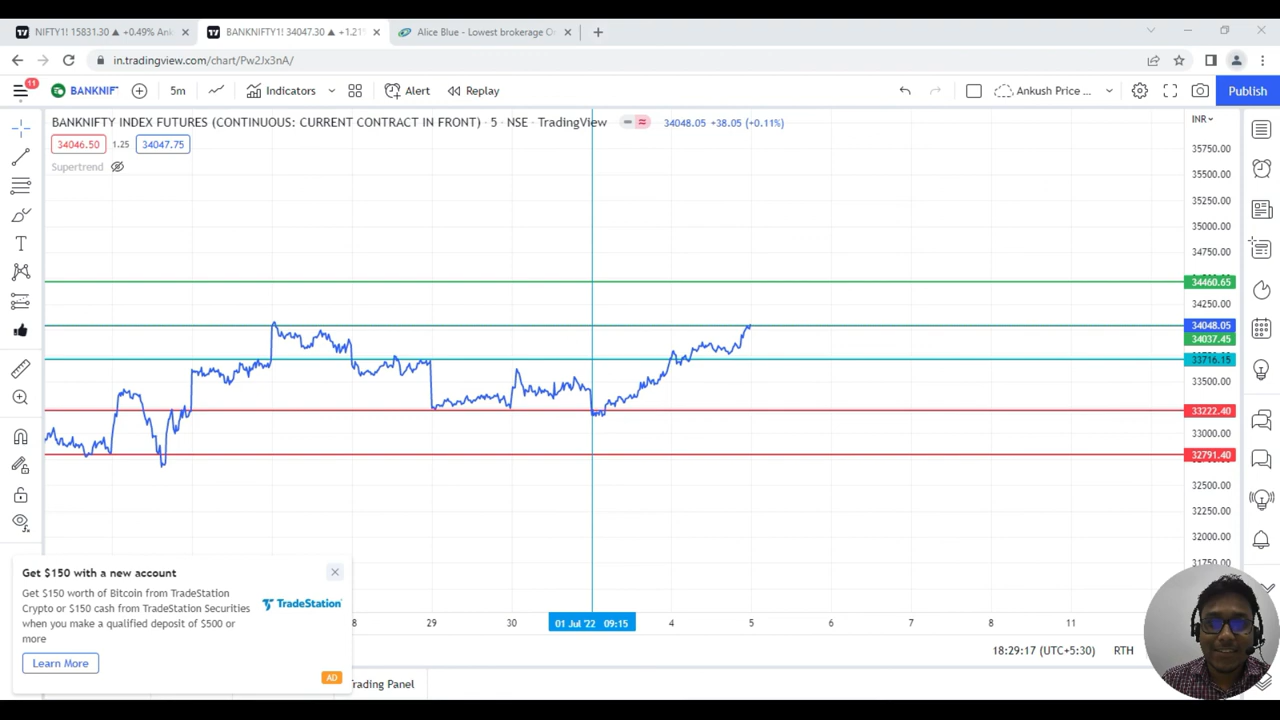 NIFTY1! 15831.30 ▲ +0.49% Ank
BANKNIFTY1! 34047.30 ▲ +1.21%
Alice Blue - Lowest brokerage O
in.tradingview.com/chart/Pw2Jx3nA/
11
BANKNIF
5m
Indicators
Alert
Replay
Ankush Price ...
Publish
BANKNIFTY INDEX FUTURES (CONTINUOUS: CURRENT CONTRACT IN FRONT) · 5 · NSE · TradingView
34048.05 +38.05 (+0.11%)
INR
34046.50
1.25
34047.75
Supertrend
35750.00
35500.00
35250.00
35000.00
34750.00
34460.65
34250.00
34048.05
34037.45
33716.15
33500.00
33222.40
33000.00
32791.40
32500.00
32250.00
32000.00
31750.00
Get $150 with a new account
Get $150 worth of Bitcoin from TradeStation
Crypto or $150 cash from TradeStation Securities
when you make a qualified deposit of $500 or
more
TradeStation
Learn More
AD
8
29
30
01 Jul '22 09:15
4
5
6
7
8
11
18:29:17 (UTC+5:30)
RTH
Trading Panel